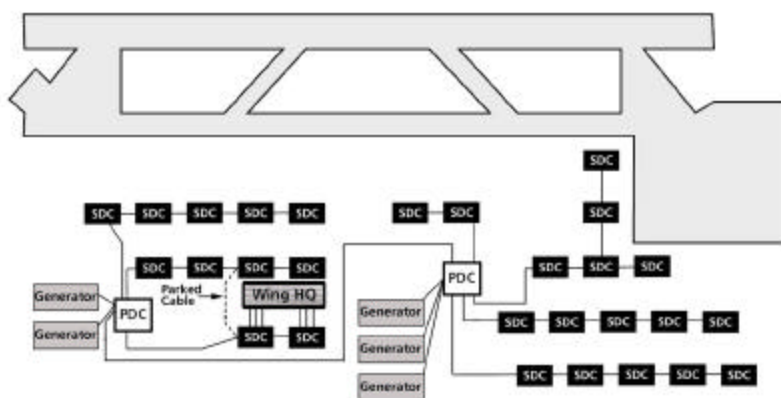 SDC
SDC SDC SDC SDC SDC SDC SDC SDC
SDC SDC SDC SDC SDC SDC SDC
Generator PDC Parked Cable Wing HQ PDC
Generator SDC SDC Generator SDC SDC SDC SDC SDC
Generator
Generator SDC SDC SDC SDC SDC